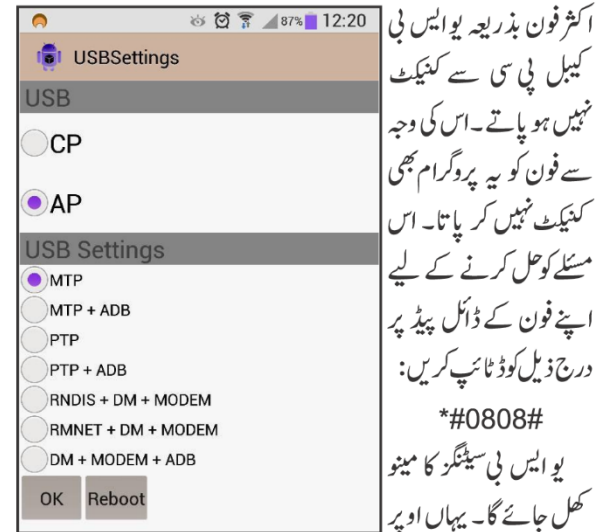 12:20
87%
USBSettings
USB
CP
AP
USB Settings
MTP
MTP + ADB
PTP
PTP + ADB
RNDIS + DM + MODEM
RMNET + DM + MODEM
DM + MODEM + ADB
OK
Reboot
اکثر فون بذریعہ یو ایس بی
کیبل پی سی سے کنیکٹ
نہیں ہو پاتے۔ اس کی وجہ
سے فون کو یہ پروگرام بھی
کنیکٹ نہیں کر پاتا۔ اس
مسئلے کو حل کرنے کے لیے
اپنے فون کے ڈائل پیڈ پر
درج ذیل کوڈ ٹائپ کریں:
*#0808#
یو ایس بی سیٹنگز کا مینو
کھل جائے گا۔ یہاں اوپر